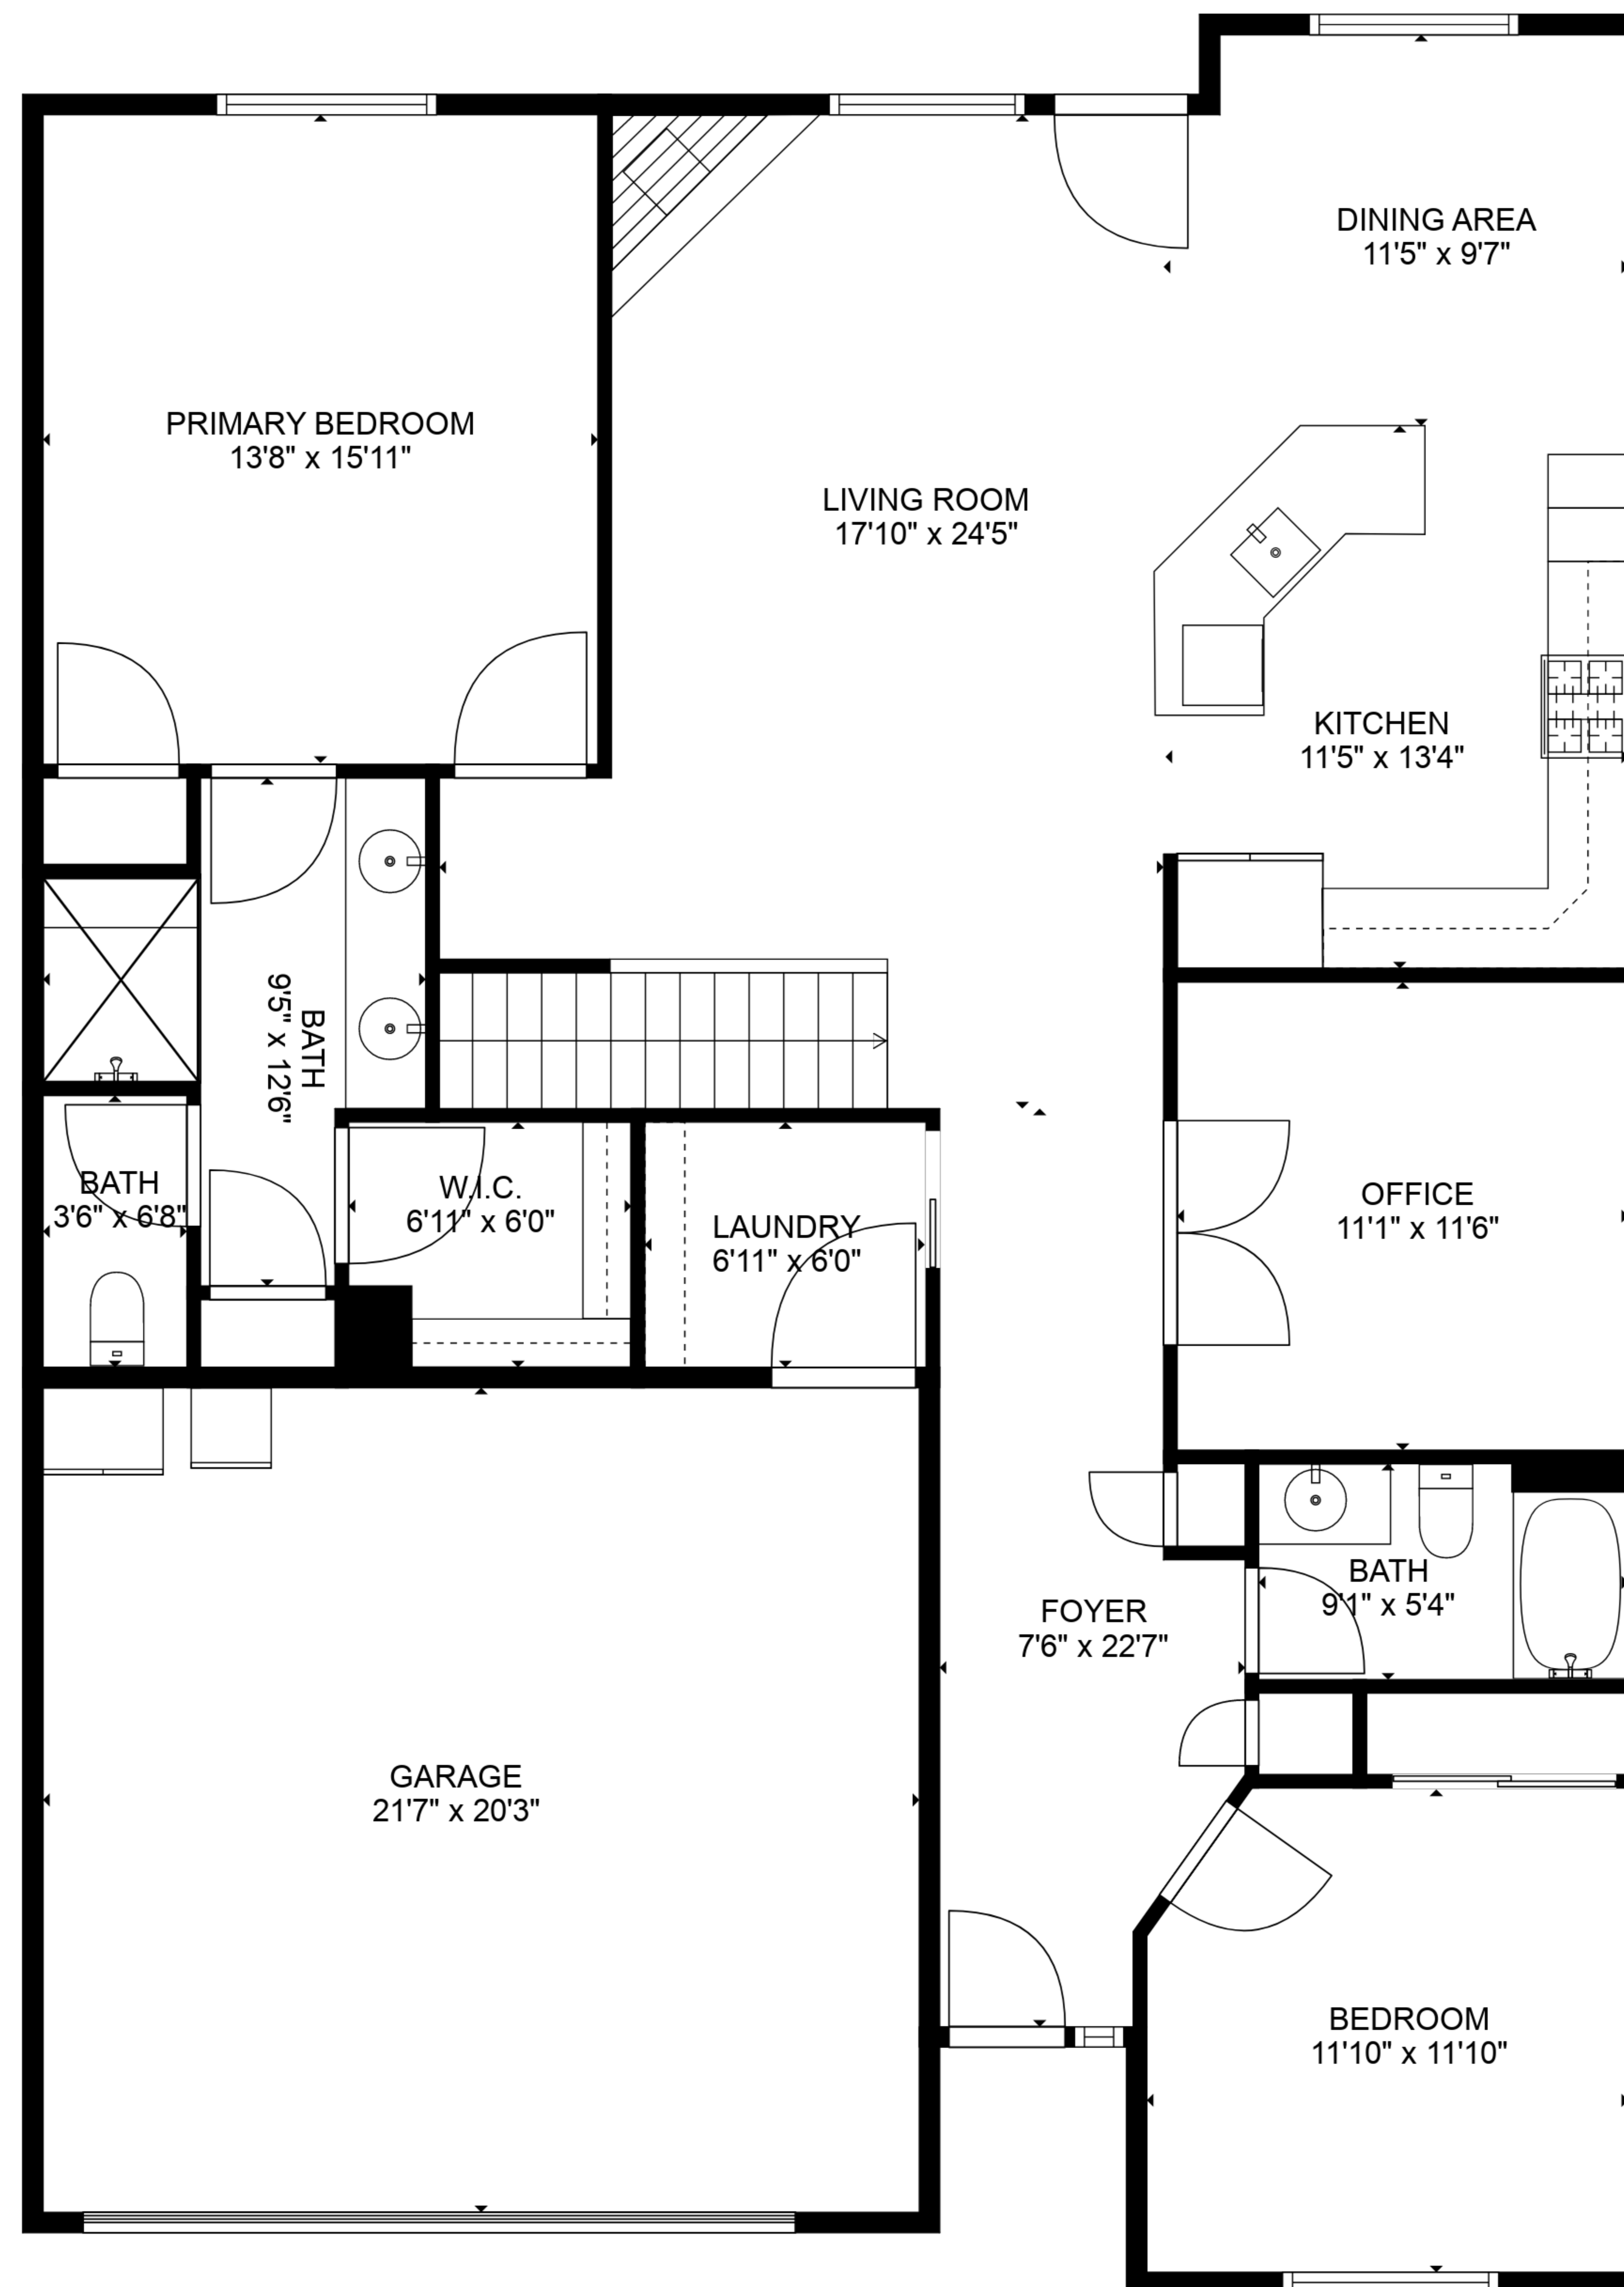 DINING AREA
11'5" x 9'7"
PRIMARY BEDROOM
13'8" x 15'11"
LIVING ROOM
17'10" x 24'5"
KITCHEN
11'5" x 13'4"
BATH
9'5" x 12'6"
BATH
3'6" x 6'8"
W.I.C.
6'11" x 6'0"
LAUNDRY
6'11" x 6'0"
OFFICE
11'1" x 11'6"
BATH
9'1" x 5'4"
FOYER
7'6" x 22'7"
GARAGE
21'7" x 20'3"
BEDROOM
11'10" x 11'10"